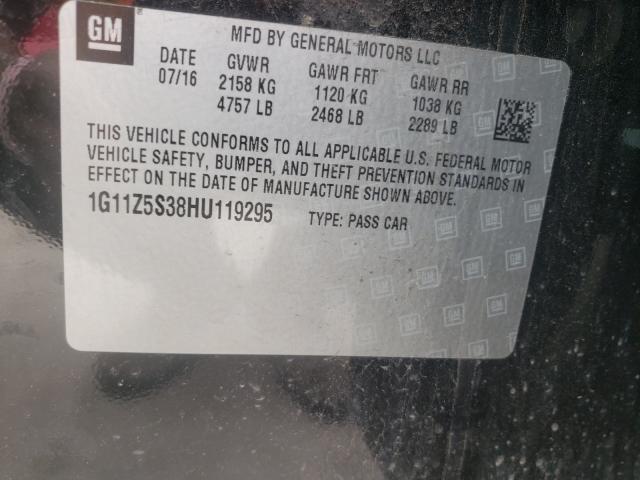 GM
MFD BY GENERAL MOTORS LLC
DATE GVWR GAWR FRT GAWR RR
07/16 2158 KG 1120 KG 1038 KG
4757 LB 2468 LB 2289 LB
THIS VEHICLE CONFORMS TO ALL APPLICABLE U.S. FEDERAL MOTOR
VEHICLE SAFETY, BUMPER, AND THEFT PREVENTION STANDARDS IN
EFFECT ON THE DATE OF MANUFACTURE SHOWN ABOVE.
1G11Z5S38HU119295 TYPE: PASS CAR